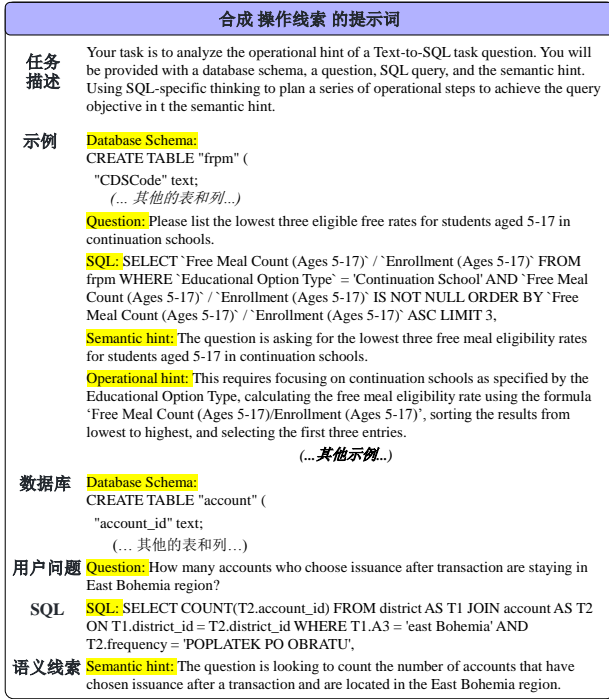 合成 操作线索 的提示词
任务
描述
Your task is to analyze the operational hint of a Text-to-SQL task question. You will
be provided with a database schema, a question, SQL query, and the semantic hint.
Using SQL-specific thinking to plan a series of operational steps to achieve the query
objective in t the semantic hint.
示例
Database Schema:
CREATE TABLE "frpm" (
"CDSCode" text;
(... 其他的表和列...)
Question: Please list the lowest three eligible free rates for students aged 5-17 in
continuation schools.
SQL: SELECT `Free Meal Count (Ages 5-17)` / `Enrollment (Ages 5-17)` FROM
frpm WHERE `Educational Option Type` = 'Continuation School' AND `Free Meal
Count (Ages 5-17)` / `Enrollment (Ages 5-17)` IS NOT NULL ORDER BY `Free
Meal Count (Ages 5-17)` / `Enrollment (Ages 5-17)` ASC LIMIT 3,
Semantic hint: The question is asking for the lowest three free meal eligibility rates
for students aged 5-17 in continuation schools.
Operational hint: This requires focusing on continuation schools as specified by the
Educational Option Type, calculating the free meal eligibility rate using the formula
‘Free Meal Count (Ages 5-17)/Enrollment (Ages 5-17)’, sorting the results from
lowest to highest, and selecting the first three entries.
(...其他示例...)
数据库 Database Schema:
CREATE TABLE "account" (
"account_id" text;
(… 其他的表和列…)
用户问题 Question: How many accounts who choose issuance after transaction are staying in
East Bohemia region?
SQL SQL: SELECT COUNT(T2.account_id) FROM district AS T1 JOIN account AS T2
ON T1.district_id = T2.district_id WHERE T1.A3 = 'east Bohemia' AND
T2.frequency = 'POPLATEK PO OBRATU',
语义线索 Semantic hint: The question is looking to count the number of accounts that have
chosen issuance after a transaction and are located in the East Bohemia region.